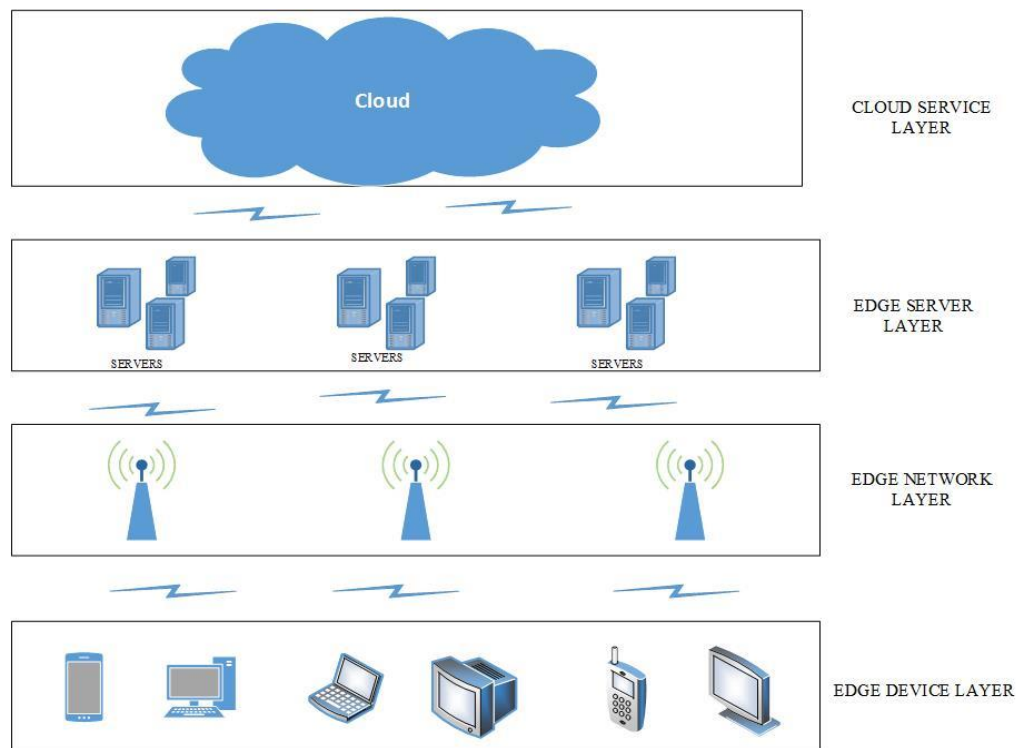 Cloud
CLOUD SERVICE
LAYER
SERVERS
SERVERS
SERVERS
EDGE SERVER
LAYER
EDGE NETWORK
LAYER
EDGE DEVICE LAYER